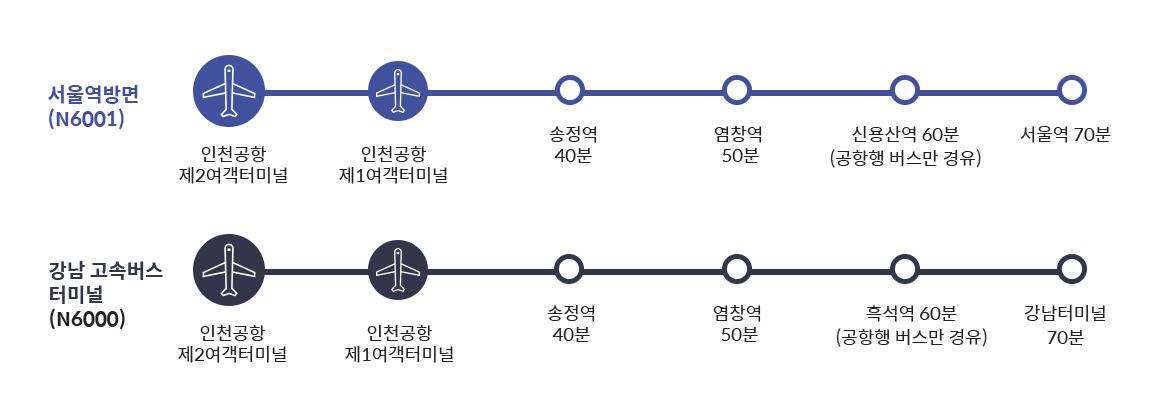 서울역방면
(N6001)
인천공항
제2여객터미널
인천공항
제1여객터미널
송정역
40분
염창역
50분
신용산역 60분
(공항행 버스만 경유)
서울역 70분
강남 고속버스
터미널
(N6000)
인천공항
제2여객터미널
인천공항
제1여객터미널
송정역
40분
염창역
50분
흑석역 60분
(공항행 버스만 경유)
강남터미널
70분